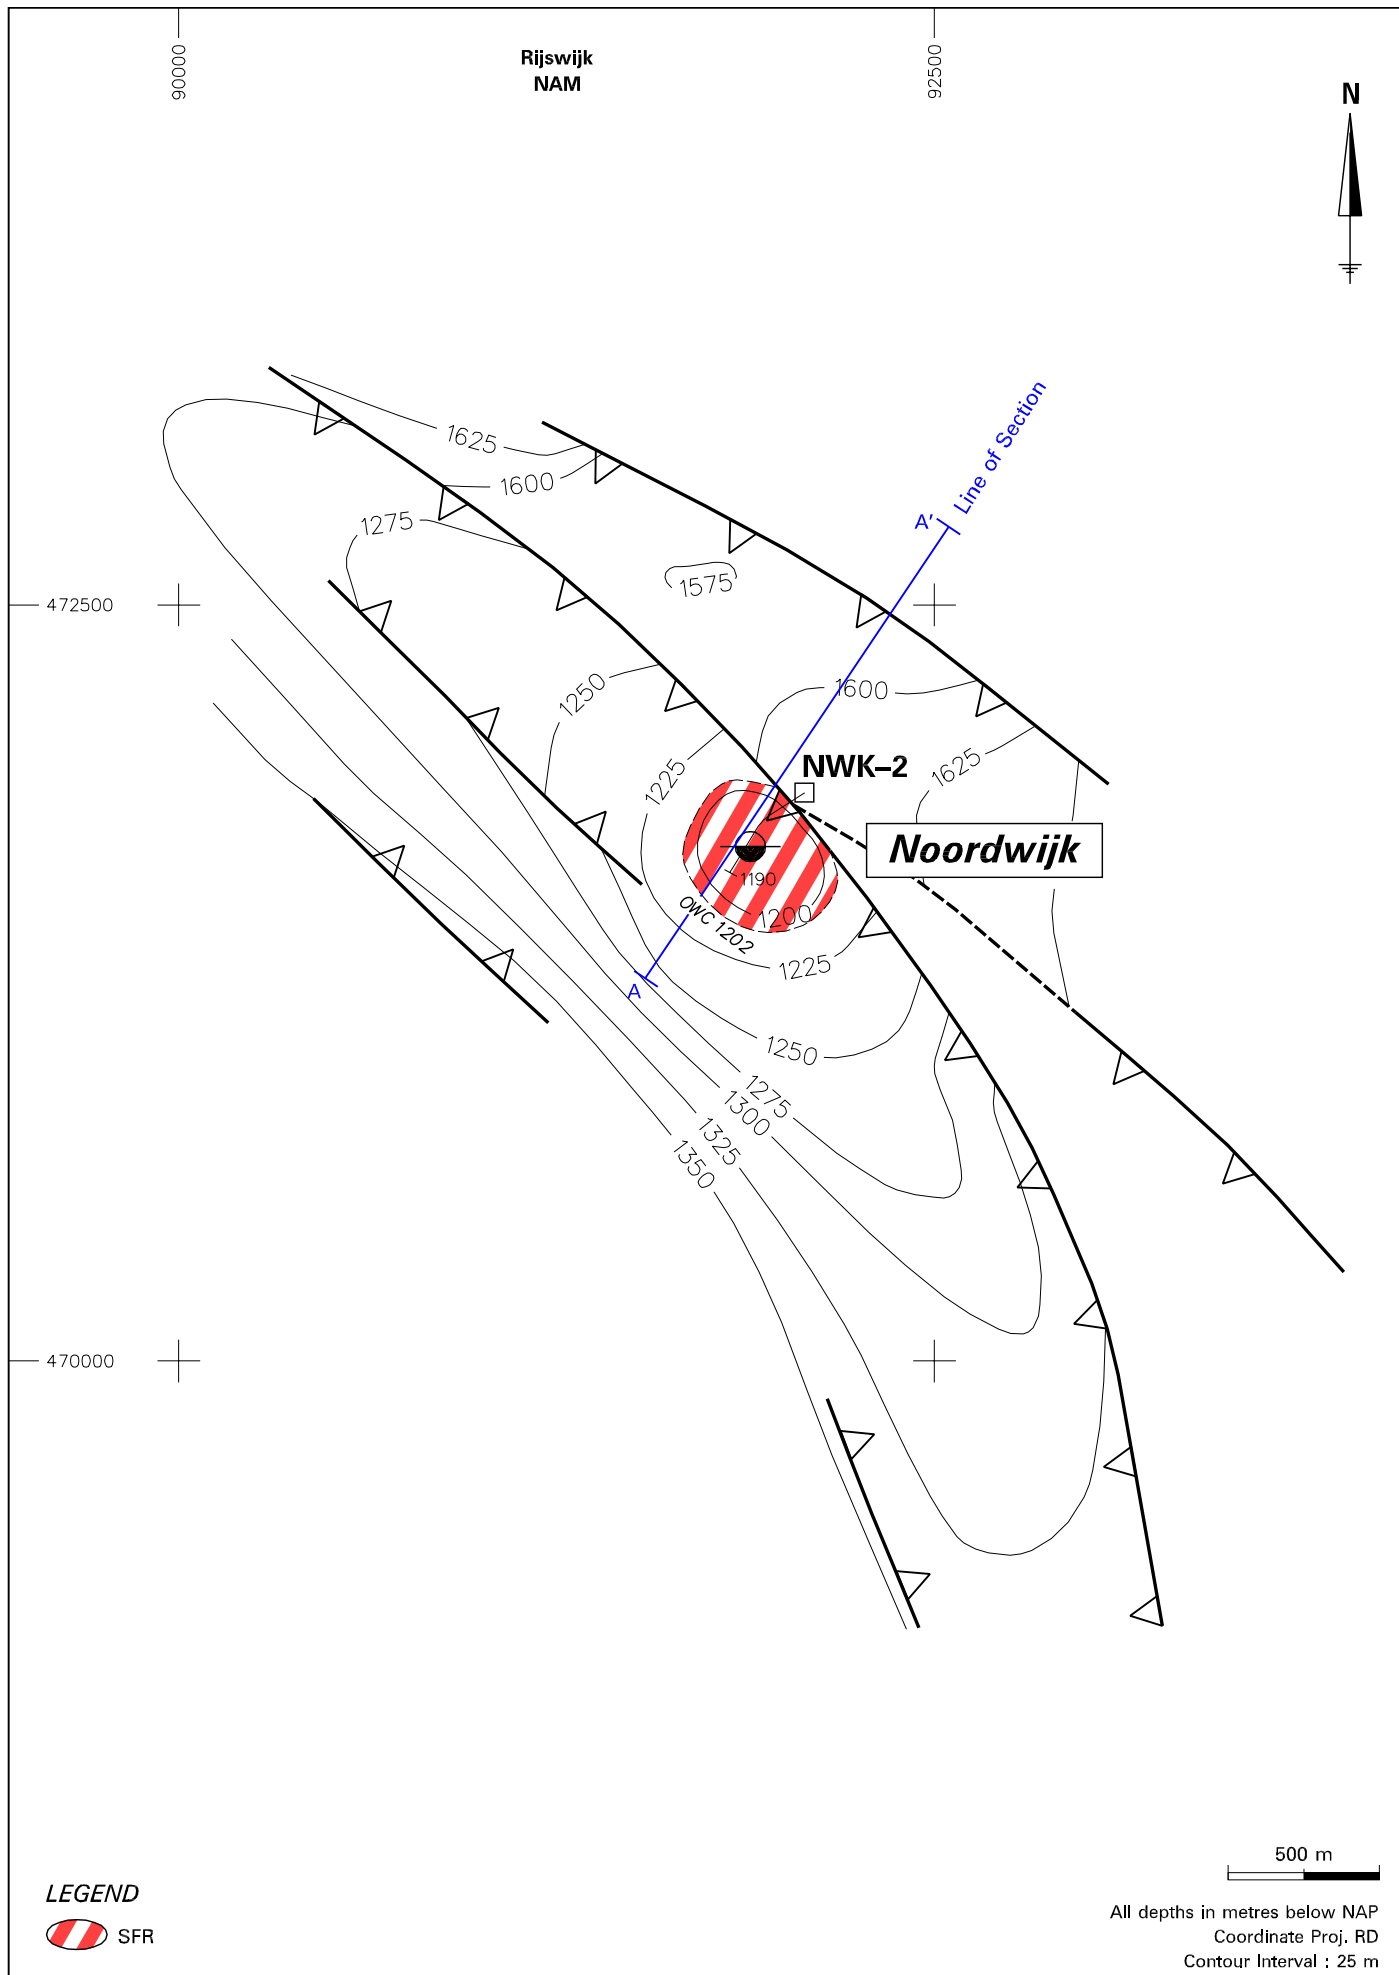 90000
92500
Rijswijk
NAM
N
Line of Section
A'
1625
1600
1275
1575
472500
1250
1600
1225
NWK–2
1625
Noordwijk
1190
1200
OWC 1202
1225
A
1250
1275
1300
1325
1350
470000
500 m
LEGEND
SFR
All depths in metres below NAP
Coordinate Proj. RD
Contour Interval : 25 m